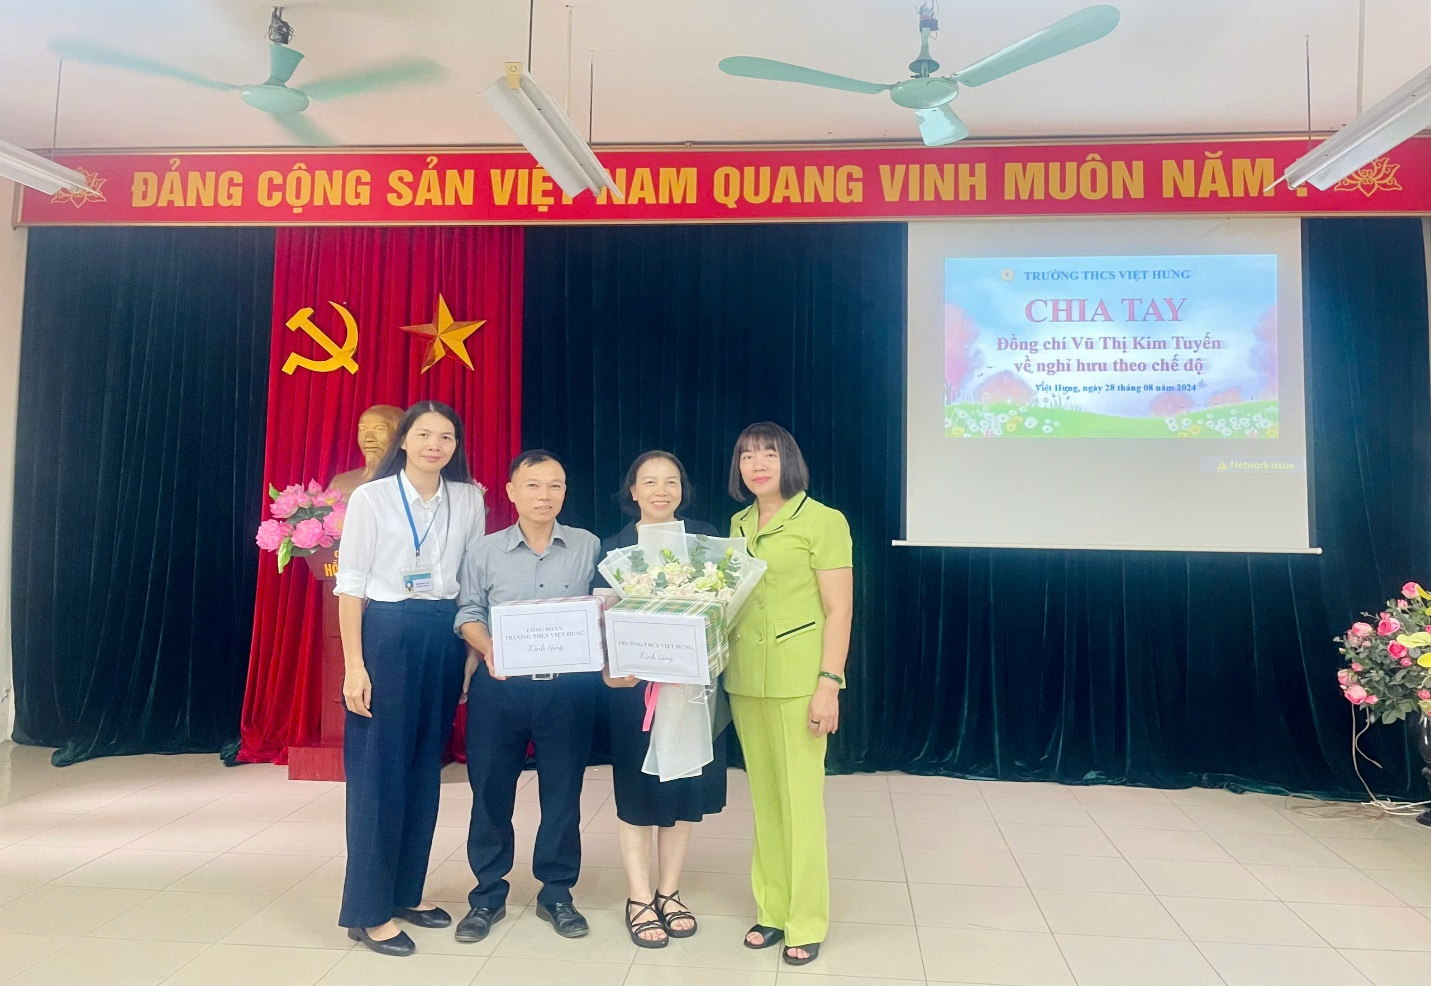 ĐẢNG CỘNG SẢN VIỆT NAM QUANG VINH MUÔN NĂM !
TRƯỜNG THCS VIỆT HƯNG
CHIA TAY
Đồng chí Vũ Thị Kim Tuyến
về nghỉ hưu theo chế độ
Việt Hưng, ngày 28 tháng 08 năm 2024
Network issue
CÔNG ĐOÀN
TRƯỜNG THCS VIỆT HƯNG
Kính tặng
TRƯỜNG THCS VIỆT HƯNG
Kính tặng